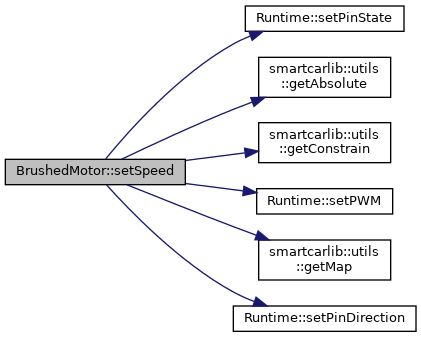 Runtime::setPinState
smartcarlib::utils
::getAbsolute
smartcarlib::utils
::getConstrain
BrushedMotor::setSpeed
Runtime::setPWM
smartcarlib::utils
::getMap
Runtime::setPinDirection